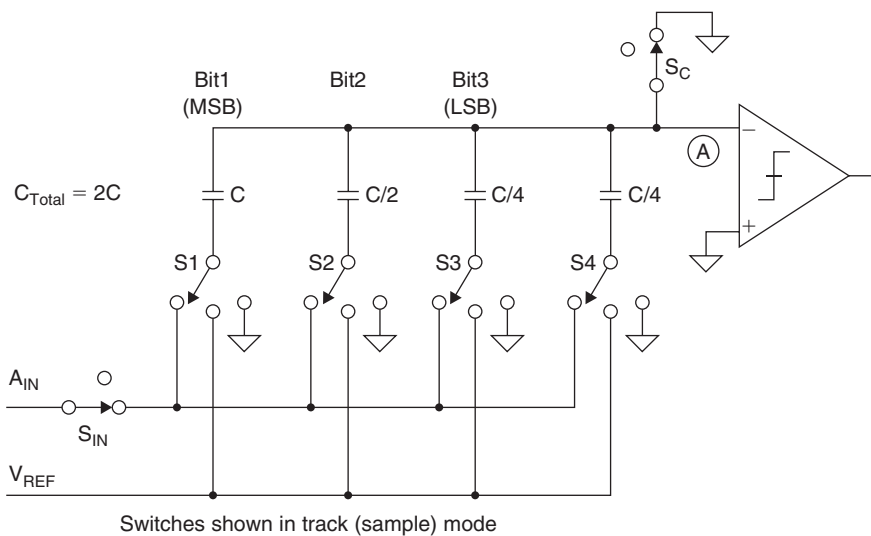 Bit1
(MSB)
Bit2
Bit3
(LSB)
S_C
A
−
+
C_Total = 2C
C
C/2
C/4
C/4
S1
S2
S3
S4
A_IN
S_IN
V_REF
Switches shown in track (sample) mode